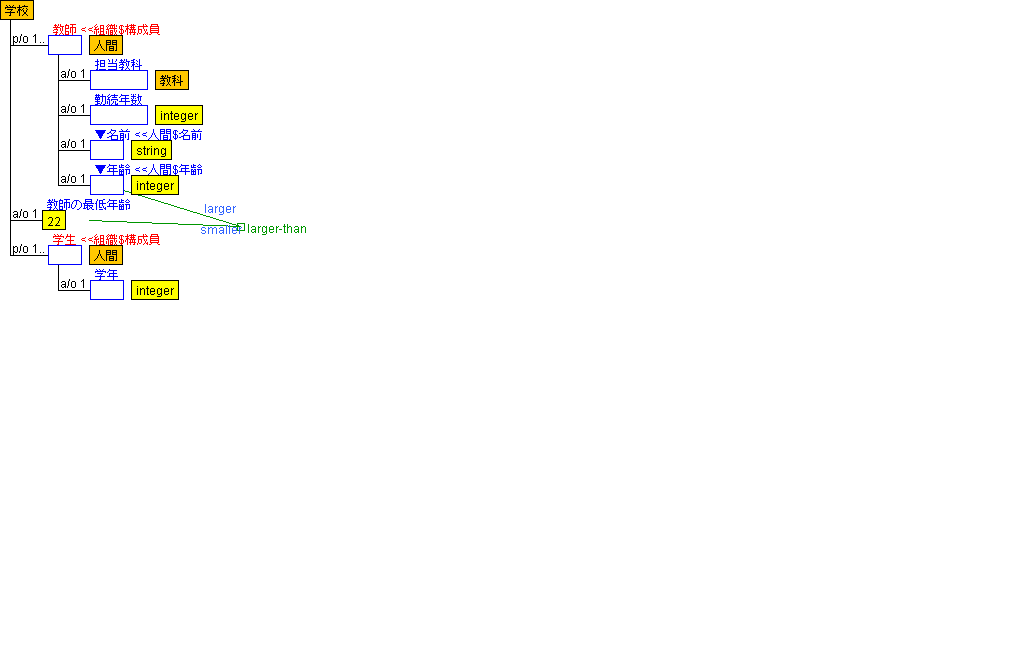 学校
教師 <<組織$構成員
p/o 1.. 人間
担当教科
a/o 1 教科
勤続年数
a/o 1 integer
▼名前 <<人間$名前
a/o 1 string
▼年齢 <<人間$年齢
a/o 1 integer
教師の最低年齢
larger
a/o 1 22
smaller larger-than
学生 <<組織$構成員
p/o 1.. 人間
学年
a/o 1 integer